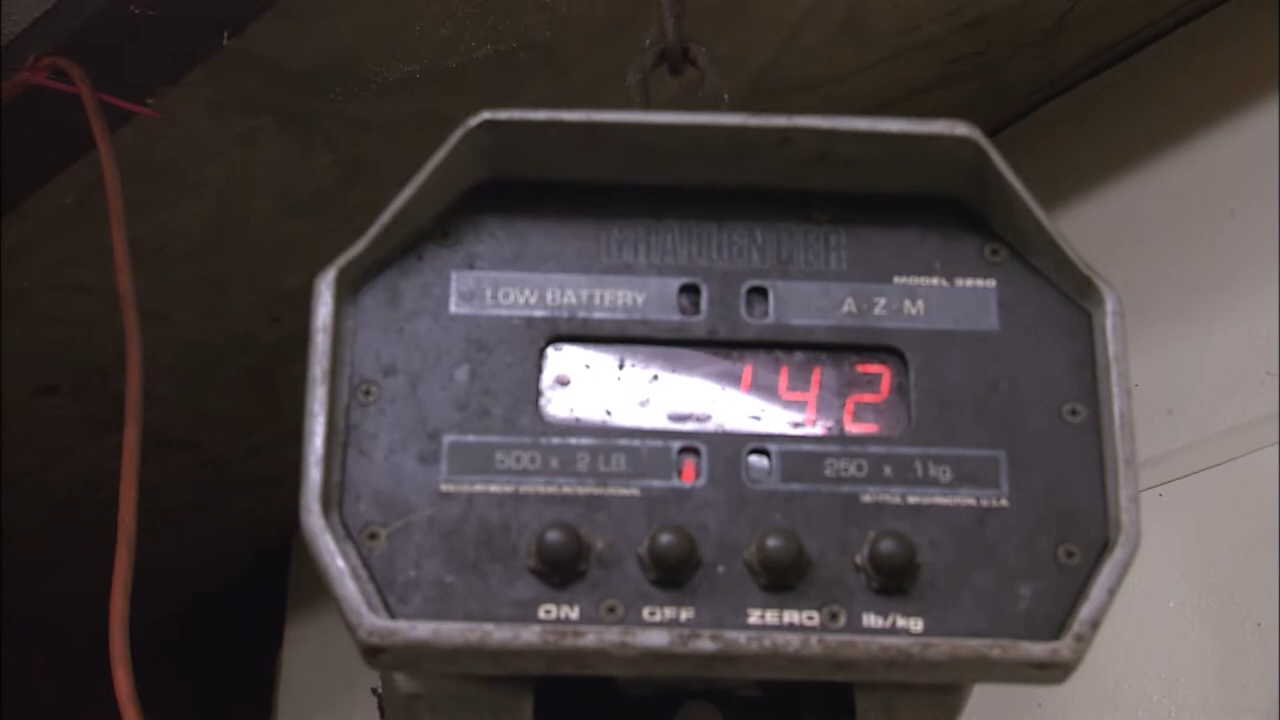 CHALLENGER
MODEL 3260
LOW BATTERY
A-Z-M
142
500 x .2 LB
250 x .1 kg.
ON OFF ZERO lb/kg